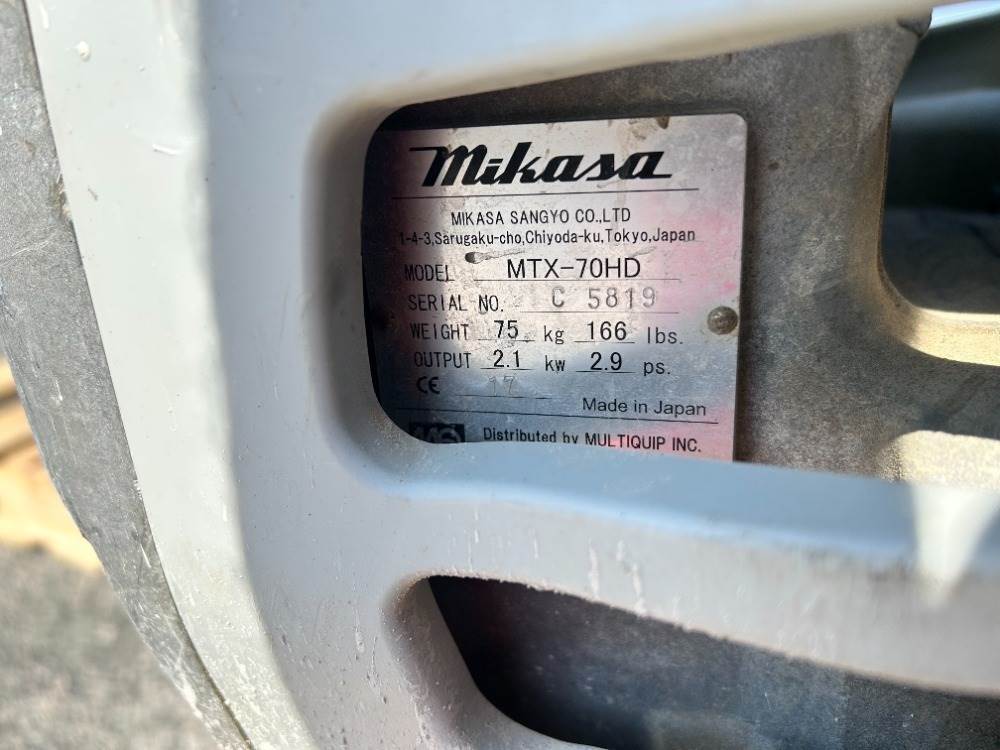 Mikasa
MIKASA SANGYO CO.,LTD
1-4-3,Sarugaku-cho,Chiyoda-ku,Tokyo,Japan
MODEL MTX-70HD
SERIAL NO. C 5819
WEIGHT 75 kg 166 lbs.
OUTPUT 2.1 kw 2.9 ps.
CE 17
Made in Japan
Distributed by MULTIQUIP INC.